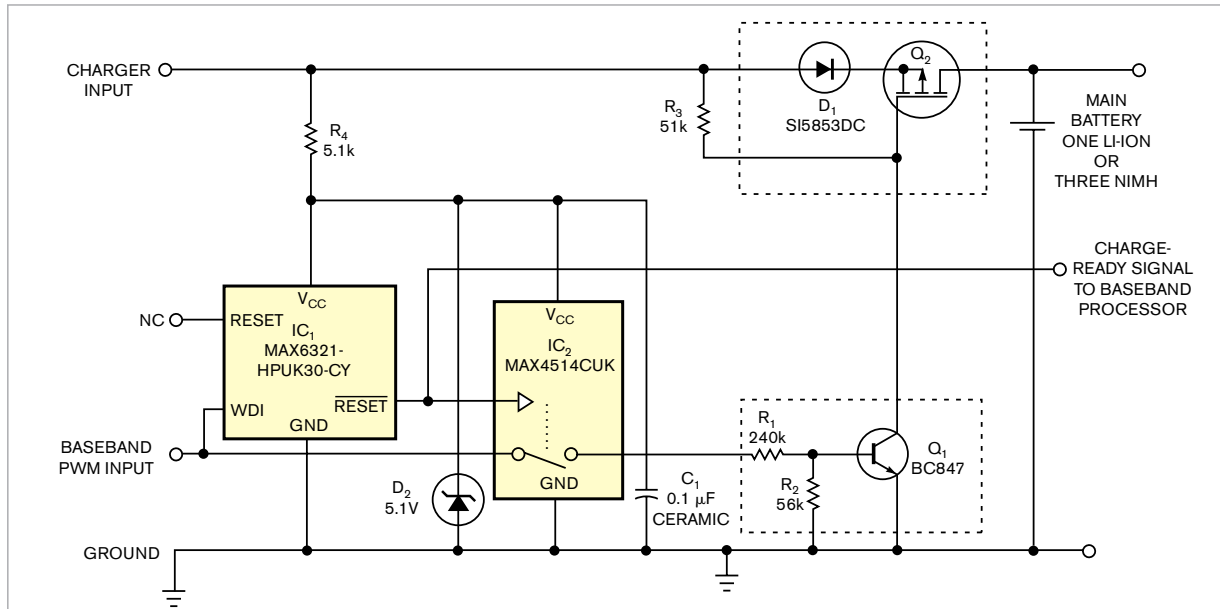 CHARGER
INPUT
R4
5.1k
R3
51k
D1
SI5853DC
Q2
MAIN
BATTERY
ONE LI-ION
OR
THREE NIMH
CHARGE-
READY SIGNAL
TO BASEBAND
PROCESSOR
NC
VCC
RESET
IC1
MAX6321-
HPUK30-CY
WDI
RESET
GND
VCC
IC2
MAX4514CUK
GND
BASEBAND
PWM INPUT
D2
5.1V
C1
0.1 µF
CERAMIC
R1
240k
R2
56k
Q1
BC847
GROUND